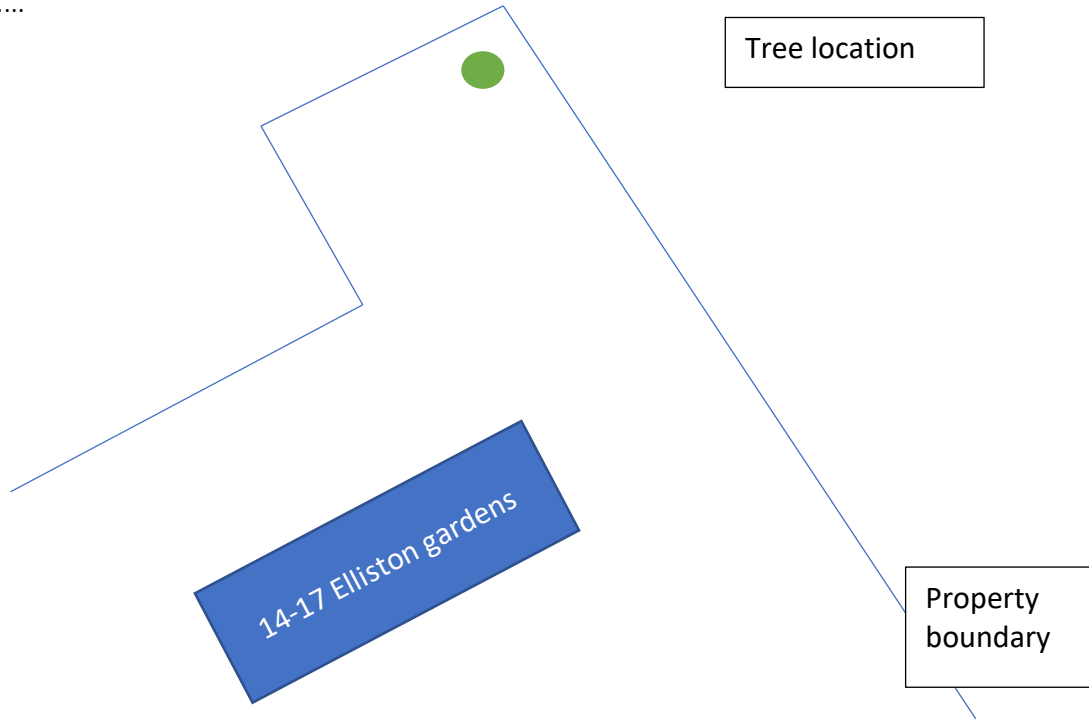 ....
Tree location
14-17 Elliston gardens
Property
boundary